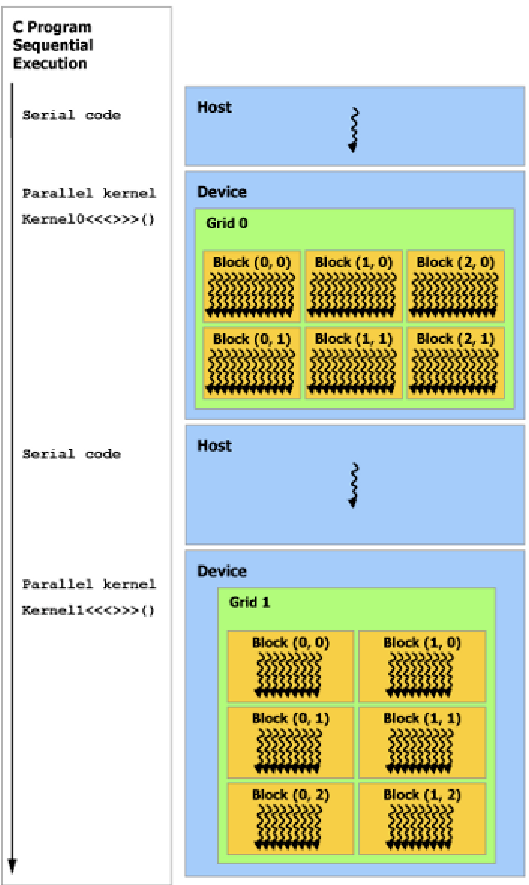 C Program
Sequential
Execution
Serial code
Host
Parallel kernel
Kernel0<<<>>>()
Device
Grid 0
Block (0, 0) Block (1, 0) Block (2, 0)
Block (0, 1) Block (1, 1) Block (2, 1)
Serial code
Host
Parallel kernel
Kernel1<<<>>>()
Device
Grid 1
Block (0, 0) Block (1, 0)
Block (0, 1) Block (1, 1)
Block (0, 2) Block (1, 2)